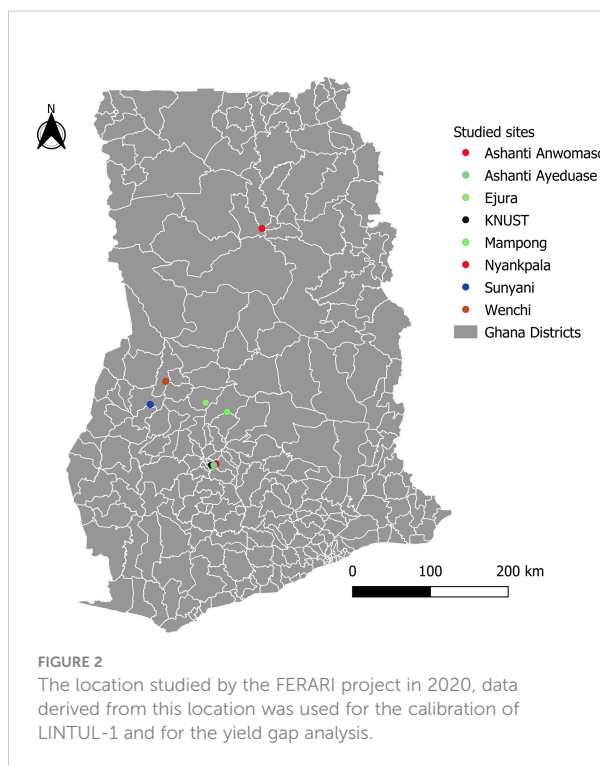 N
Studied sites
Ashanti Anwomaso
Ashanti Ayeduase
Ejura
KNUST
Mampong
Nyankpala
Sunyani
Wenchi
Ghana Districts
0 100 200 km
FIGURE 2
The location studied by the FERARI project in 2020, data
derived from this location was used for the calibration of
LINTUL-1 and for the yield gap analysis.